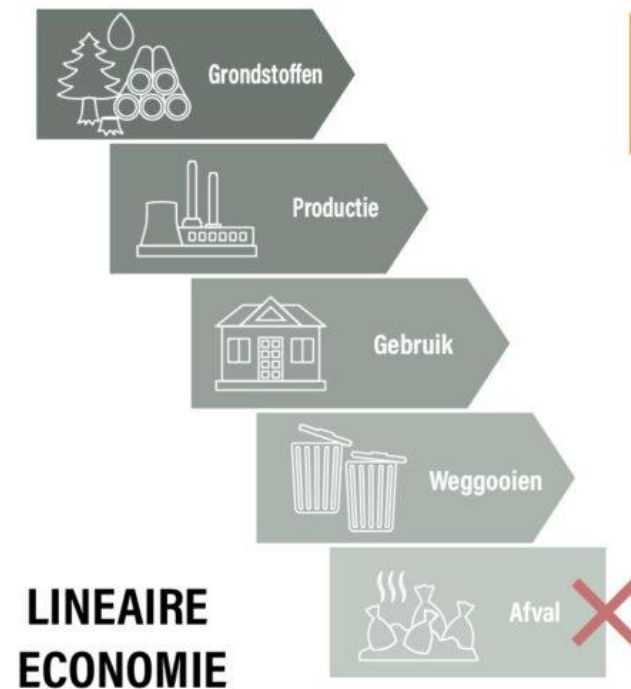 Grondstoffen
Productie
Gebruik
Weggooien
Afval
LINEAIRE
ECONOMIE